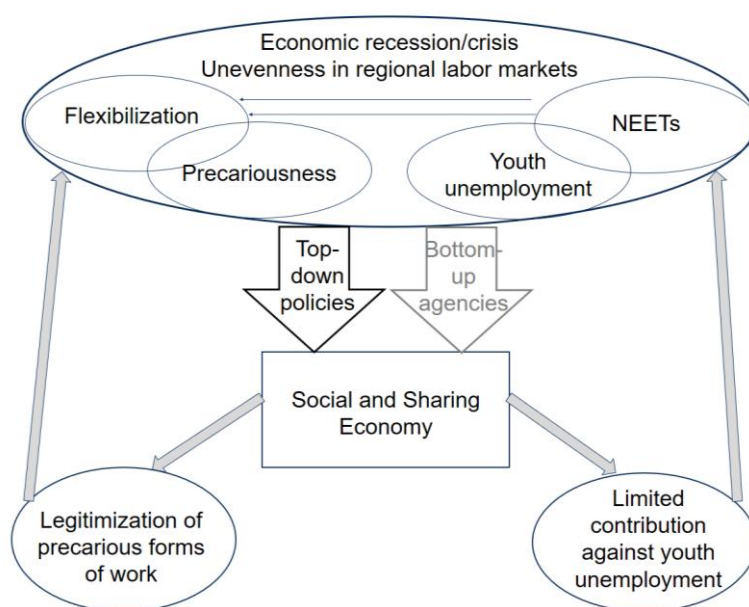 Economic recession/crisis
Unevenness in regional labor markets
Flexibilization
NEETs
Precariousness
Youth
unemployment
Top-
down
policies
Bottom-
up
agencies
Social and Sharing
Economy
Legitimization of
precarious forms
of work
Limited
contribution
against youth
unemployment